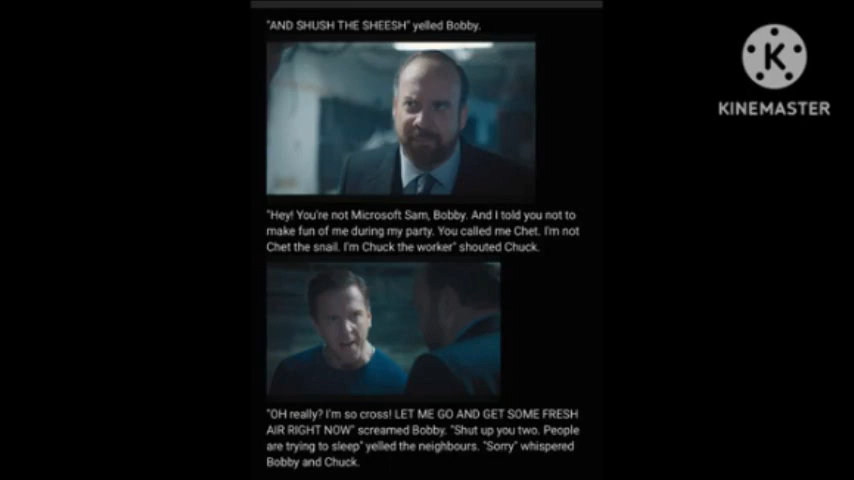 "AND SHUSH THE SHEESH" yelled Bobby.
KINEMASTER
"Hey! You're not Microsoft Sam, Bobby. And I told you not to
make fun of me during my party. You called me Chet. I'm not
Chet the snail. I'm Chuck the worker" shouted Chuck.
"OH really? I'm so cross! LET ME GO AND GET SOME FRESH
AIR RIGHT NOW" screamed Bobby. "Shut up you two. People
are trying to sleep" yelled the neighbours. "Sorry" whispered
Bobby and Chuck.